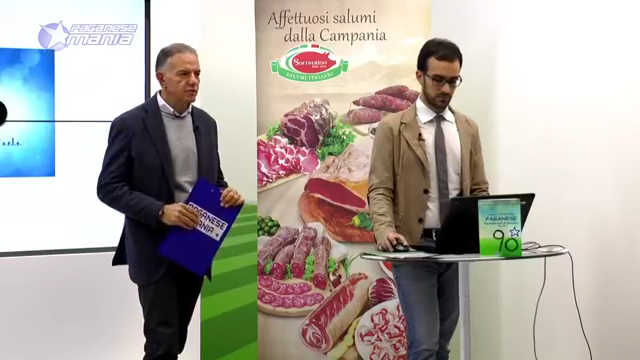 PAGANESE
MANIA
s.r.l.
Affettuosi salumi
dalla Campania
Sorrentino
SALUMI ITALIANI
PAGANESE
MANIA
PAGANESE
90